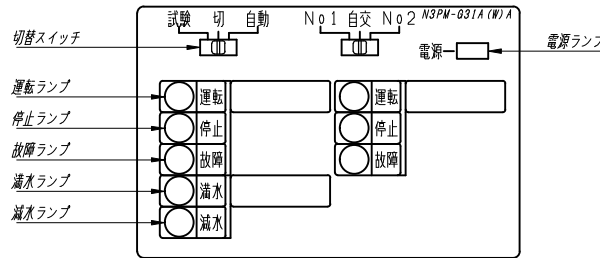 試験 切 自動 No1 自交 No2 N3PM-G31A(W)A
切替スイッチ 電源 電源ランプ
運転ランプ 運転 運転
停止ランプ 停止 停止
故障ランプ 故障 故障
満水ランプ 満水
減水ランプ 減水